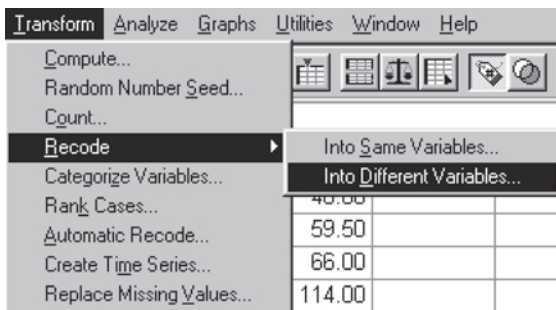 Transform Analyze Graphs Utilities Window Help
Compute...
Random Number Seed...
Count...
Recode
Into Same Variables...
Categorize Variables...
Into Different Variables...
Rank Cases...
Automatic Recode...
59.50
Create Time Series...
66.00
Replace Missing Values...
114.00